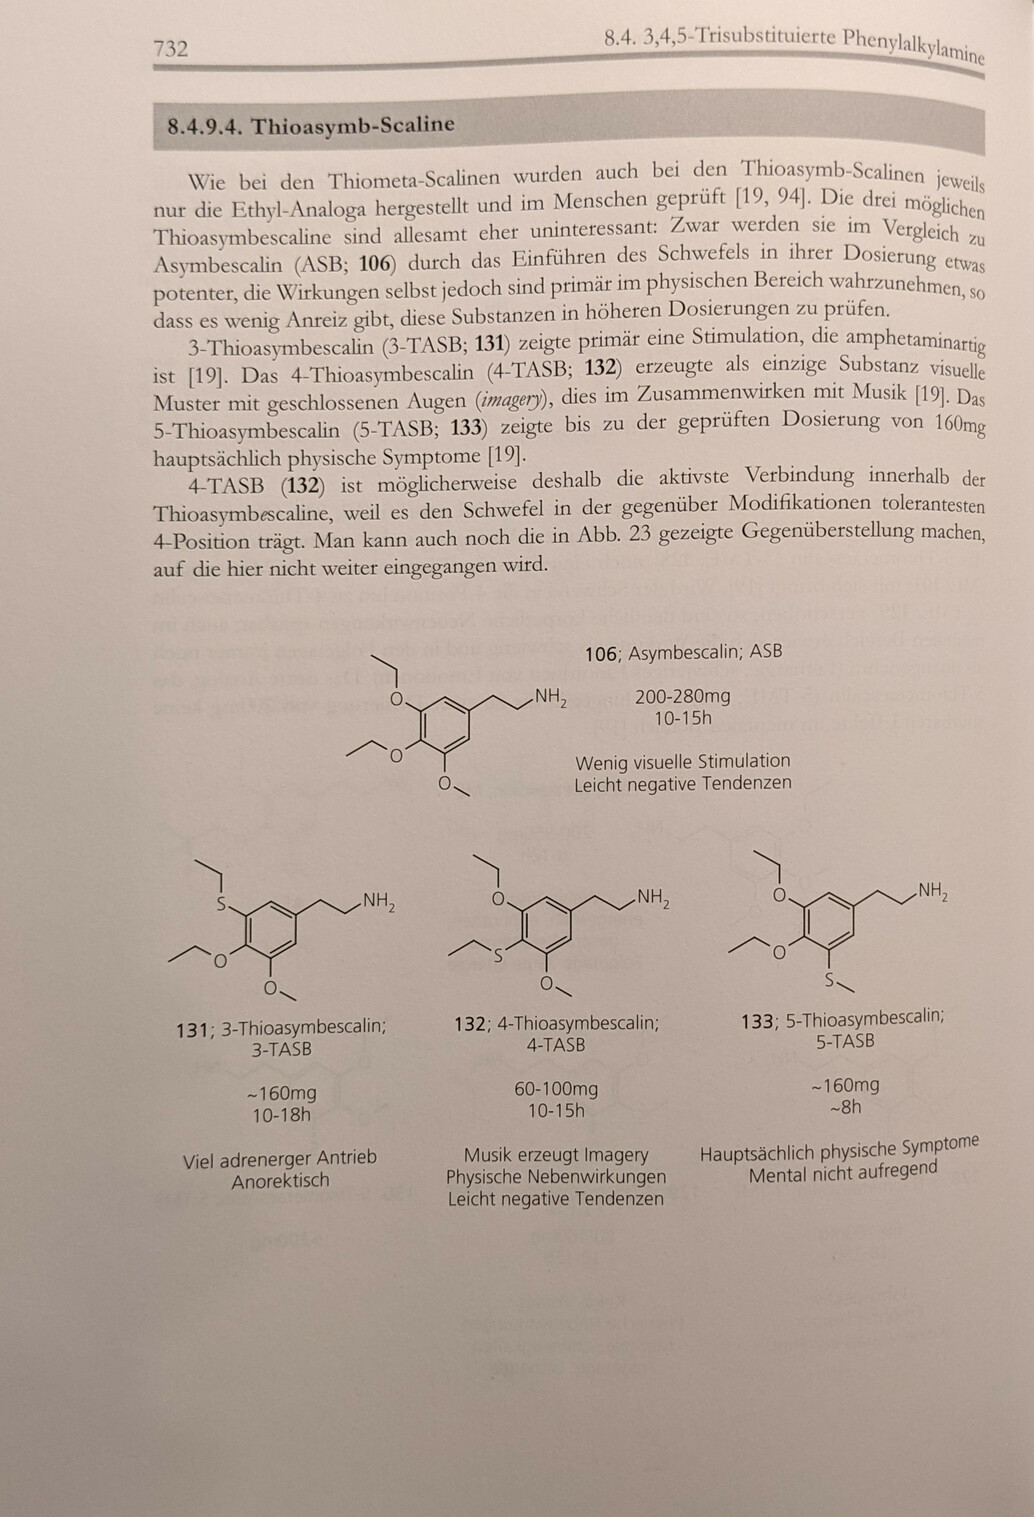 732
8.4. 3,4,5-Trisubstituierte Phenylalkylamine
8.4.9.4. Thioasymb-Scaline
Wie bei den Thiometa-Scalinen wurden auch bei den Thioasymb-Scalinen jeweils
nur die Ethyl-Analoga hergestellt und im Menschen geprüft [19, 94]. Die drei möglichen
Thioasymbescaline sind allesamt eher uninteressant: Zwar werden sie im Vergleich zu
Asymbescalin (ASB; 106) durch das Einführen des Schwefels in ihrer Dosierung etwas
potenter, die Wirkungen selbst jedoch sind primär im physischen Bereich wahrzunehmen, so
dass es wenig Anreiz gibt, diese Substanzen in höheren Dosierungen zu prüfen.
3-Thioasymbescalin (3-TASB; 131) zeigte primär eine Stimulation, die amphetaminartig
ist [19]. Das 4-Thioasymbescalin (4-TASB; 132) erzeugte als einzige Substanz visuelle
Muster mit geschlossenen Augen (imagery), dies im Zusammenwirken mit Musik [19]. Das
5-Thioasymbescalin (5-TASB; 133) zeigte bis zu der geprüften Dosierung von 160mg
hauptsächlich physische Symptome [19].
4-TASB (132) ist möglicherweise deshalb die aktivste Verbindung innerhalb der
Thioasymbescaline, weil es den Schwefel in der gegenüber Modifikationen tolerantesten
4-Position trägt. Man kann auch noch die in Abb. 23 gezeigte Gegenüberstellung machen,
auf die hier nicht weiter eingegangen wird.
O
O
O
NH2
106; Asymbescalin; ASB
200-280mg
10-15h
Wenig visuelle Stimulation
Leicht negative Tendenzen
S
O
O
NH2
131; 3-Thioasymbescalin;
3-TASB
~160mg
10-18h
Viel adrenerger Antrieb
Anorektisch
O
S
O
NH2
132; 4-Thioasymbescalin;
4-TASB
60-100mg
10-15h
Musik erzeugt Imagery
Physische Nebenwirkungen
Leicht negative Tendenzen
O
O
S
NH2
133; 5-Thioasymbescalin;
5-TASB
~160mg
~8h
Hauptsächlich physische Symptome
Mental nicht aufregend